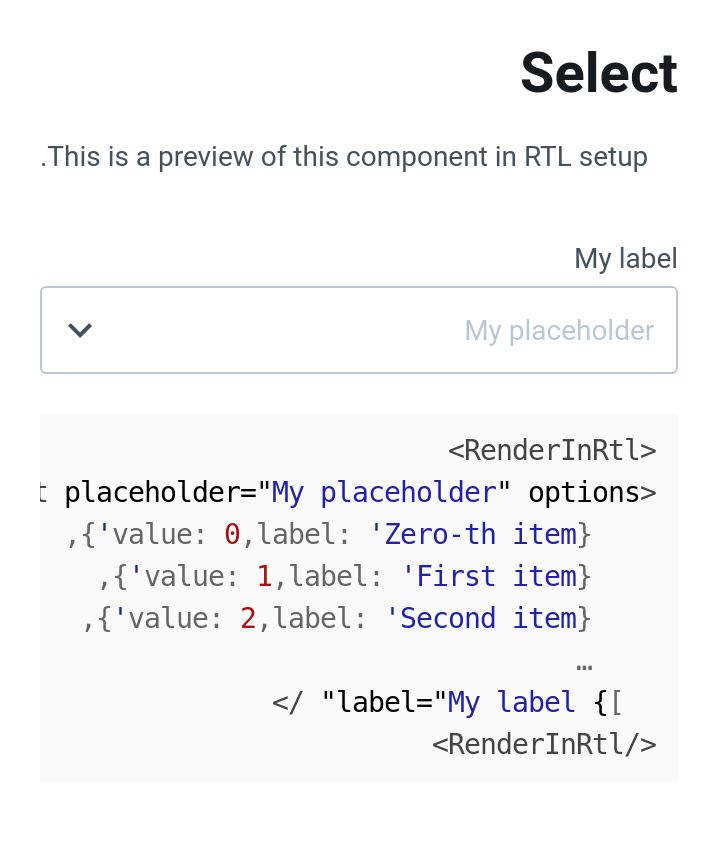 Select
.This is a preview of this component in RTL setup
My label
My placeholder
<RenderInRtl>
placeholder="My placeholder" options>
,{'value: 0,label: 'Zero-th item}
,{'value: 1,label: 'First item}
,{'value: 2,label: 'Second item}
…
</ "label="My label {[
<RenderInRtl/>